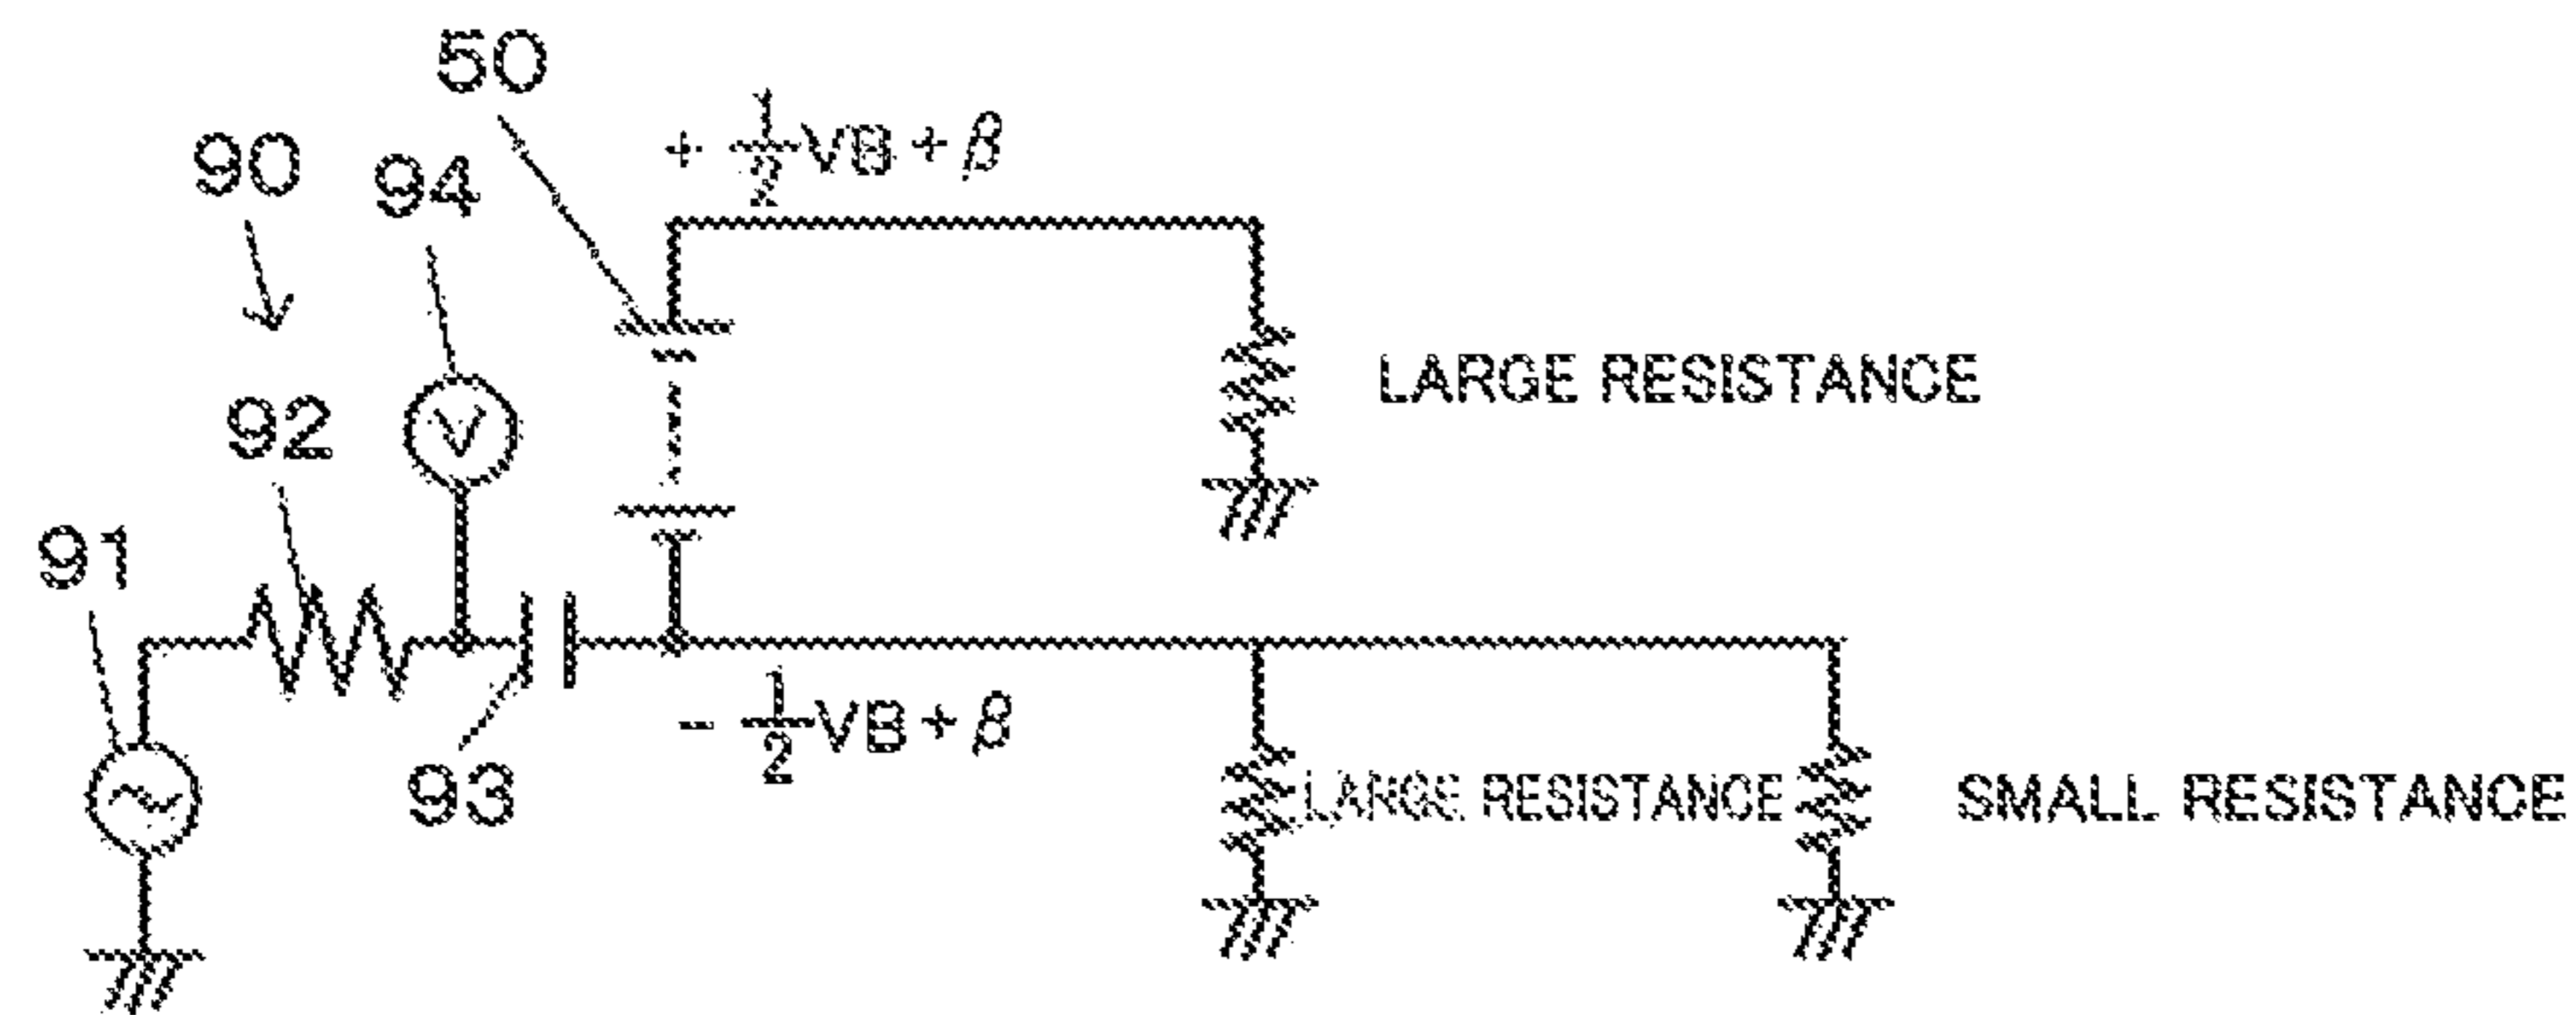 50
+ 1/2 VB + β
90
94
92
LARGE RESISTANCE
91
V
- 1/2 VB + β
93
LARGE RESISTANCE
SMALL RESISTANCE